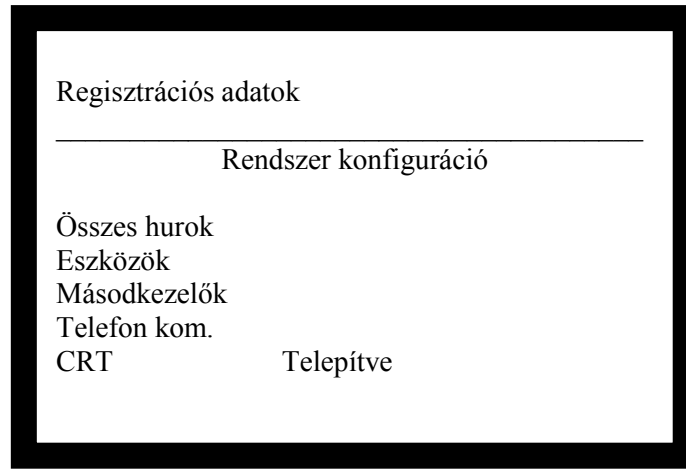 Regisztrációs adatok
Rendszer konfiguráció
Összes hurok
Eszközök
Másodkezelők
Telefon kom.
CRT Telepítve